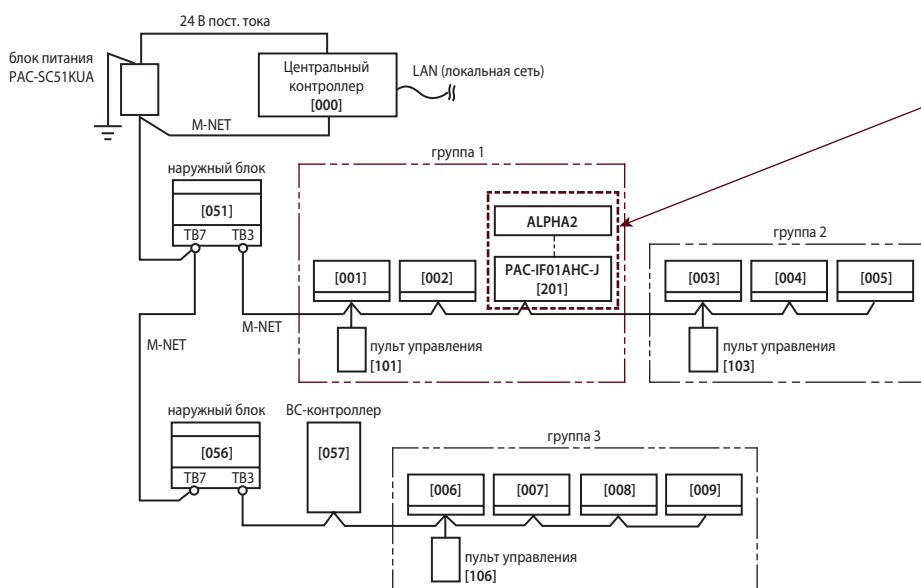 24 В пост. тока
блок питания
PAC-SC51KUA
Центральный
контроллер
[000]
LAN (локальная сеть)
M-NET
группа 1
наружный блок
[051]
TB7 TB3
ALPHA2
группа 2
[001]
[002]
PAC-IF01AHC-J
[201]
[003]
[004]
[005]
M-NET
M-NET
пульт управления
[101]
пульт управления
[103]
наружный блок
BC-контроллер
группа 3
[056]
TB7 TB3
[057]
[006]
[007]
[008]
[009]
пульт управления
[106]